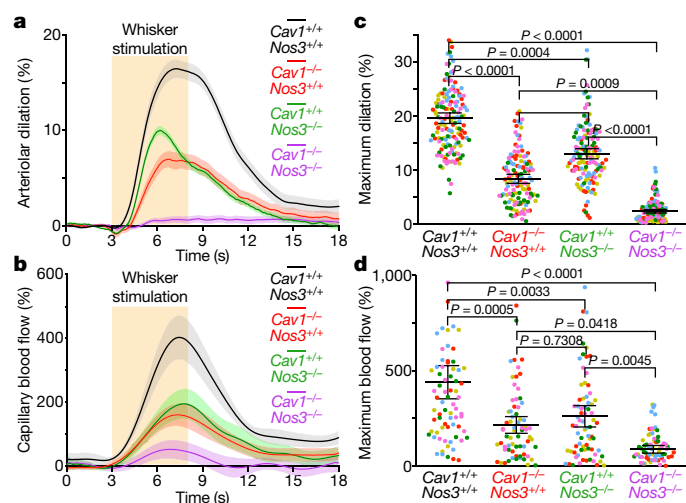 a
Whisker
stimulation
Arteriolar dilation (%)
20
10
0
0 3 6 9 12 15 18
Time (s)
Cav1+/+
Nos3+/+
Cav1−/−
Nos3+/+
Cav1+/+
Nos3−/−
Cav1−/−
Nos3−/−
b
Whisker
stimulation
Capillary blood flow (%)
600
400
200
0
0 3 6 9 12 15 18
Time (s)
Cav1+/+
Nos3+/+
Cav1−/−
Nos3+/+
Cav1+/+
Nos3−/−
Cav1−/−
Nos3−/−
c
Maximum dilation (%)
30
20
10
0
P < 0.0001
P = 0.0004
P < 0.0001
P = 0.0009
P <0.0001
Cav1+/+ Cav1−/− Cav1+/+ Cav1−/−
Nos3+/+ Nos3+/+ Nos3−/− Nos3−/−
d
Maximum blood flow (%)
1,000
500
0
P < 0.0001
P = 0.0033
P = 0.0005
P = 0.0418
P = 0.7308
P = 0.0045
Cav1+/+ Cav1−/− Cav1+/+ Cav1−/−
Nos3+/+ Nos3+/+ Nos3−/− Nos3−/−